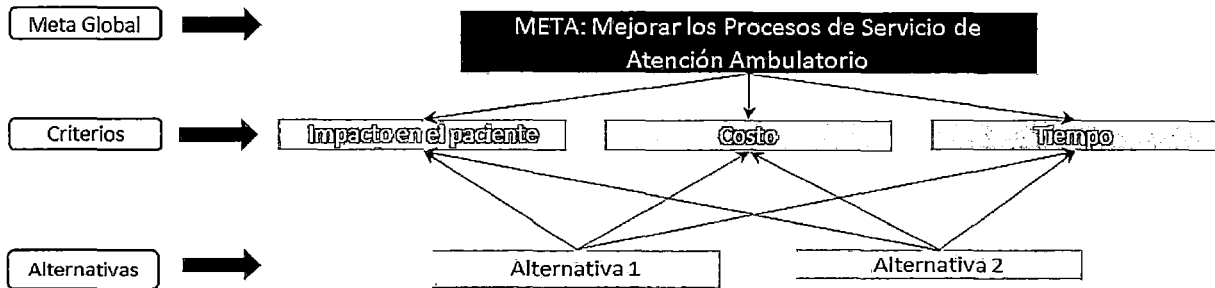 Meta Global
META: Mejorar los Procesos de Servicio de
Atención Ambulatorio
Criterios
Impacto en el paciente
Costo
Tiempo
Alternativas
Alternativa 1
Alternativa 2